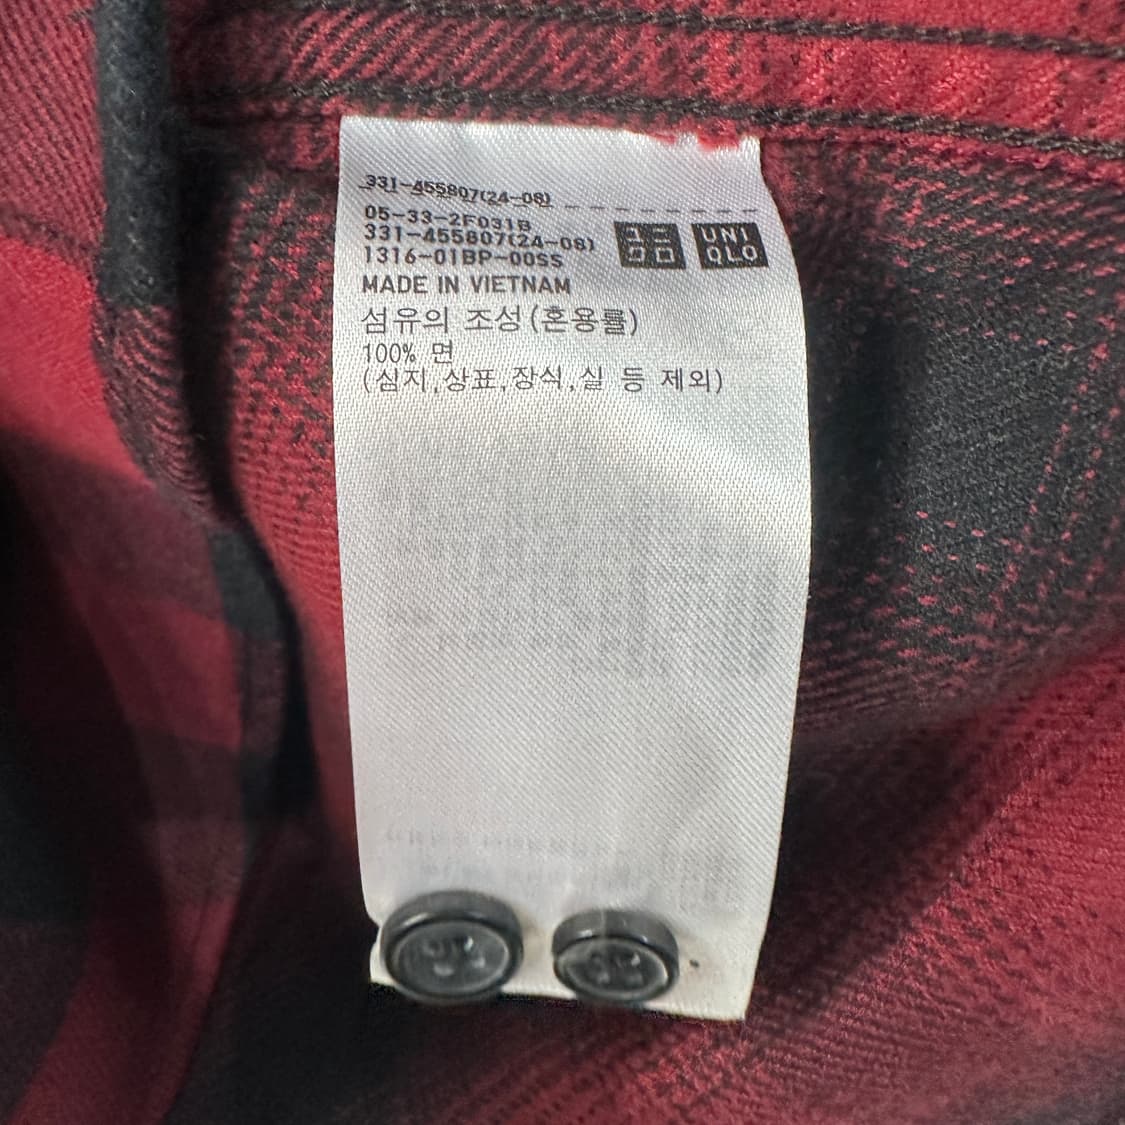 331-455807(24-08)
05-33-2F031B
331-455807(24-08)
1316-01BP-00SS
ユニクロ
UNIQLO
MADE IN VIETNAM
섬유의 조성(혼용률)
100% 면
(심지,상표,장식,실 등 제외)